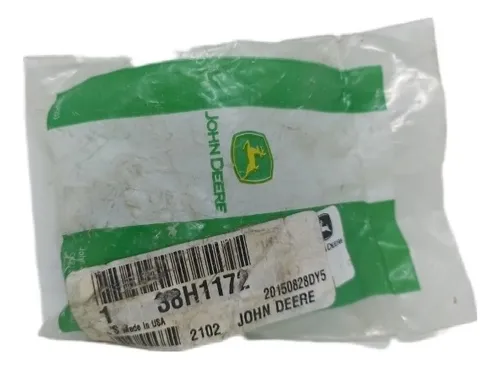 JOHN DEERE
1 38H1172
Made in USA
20150828DY5
2102 JOHN DEERE